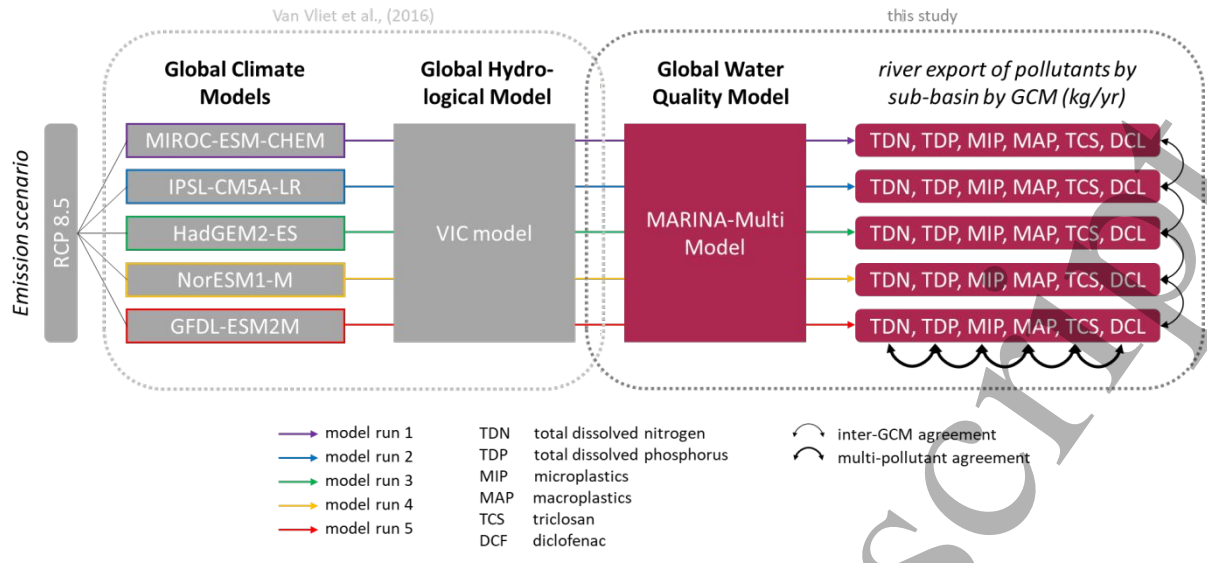 Van Vliet et al., (2016)
this study
Global Climate
Models
Global Hydro-
logical Model
Global Water
Quality Model
river export of pollutants by
sub-basin by GCM (kg/yr)
Emission scenario
RCP 8.5
MIROC-ESM-CHEM
IPSL-CM5A-LR
HadGEM2-ES
NorESM1-M
GFDL-ESM2M
VIC model
MARINA-Multi
Model
TDN, TDP, MIP, MAP, TCS, DCL
TDN, TDP, MIP, MAP, TCS, DCL
TDN, TDP, MIP, MAP, TCS, DCL
TDN, TDP, MIP, MAP, TCS, DCL
TDN, TDP, MIP, MAP, TCS, DCL
model run 1
model run 2
model run 3
model run 4
model run 5
TDN total dissolved nitrogen
TDP total dissolved phosphorus
MIP microplastics
MAP macroplastics
TCS triclosan
DCF diclofenac
inter-GCM agreement
multi-pollutant agreement
script